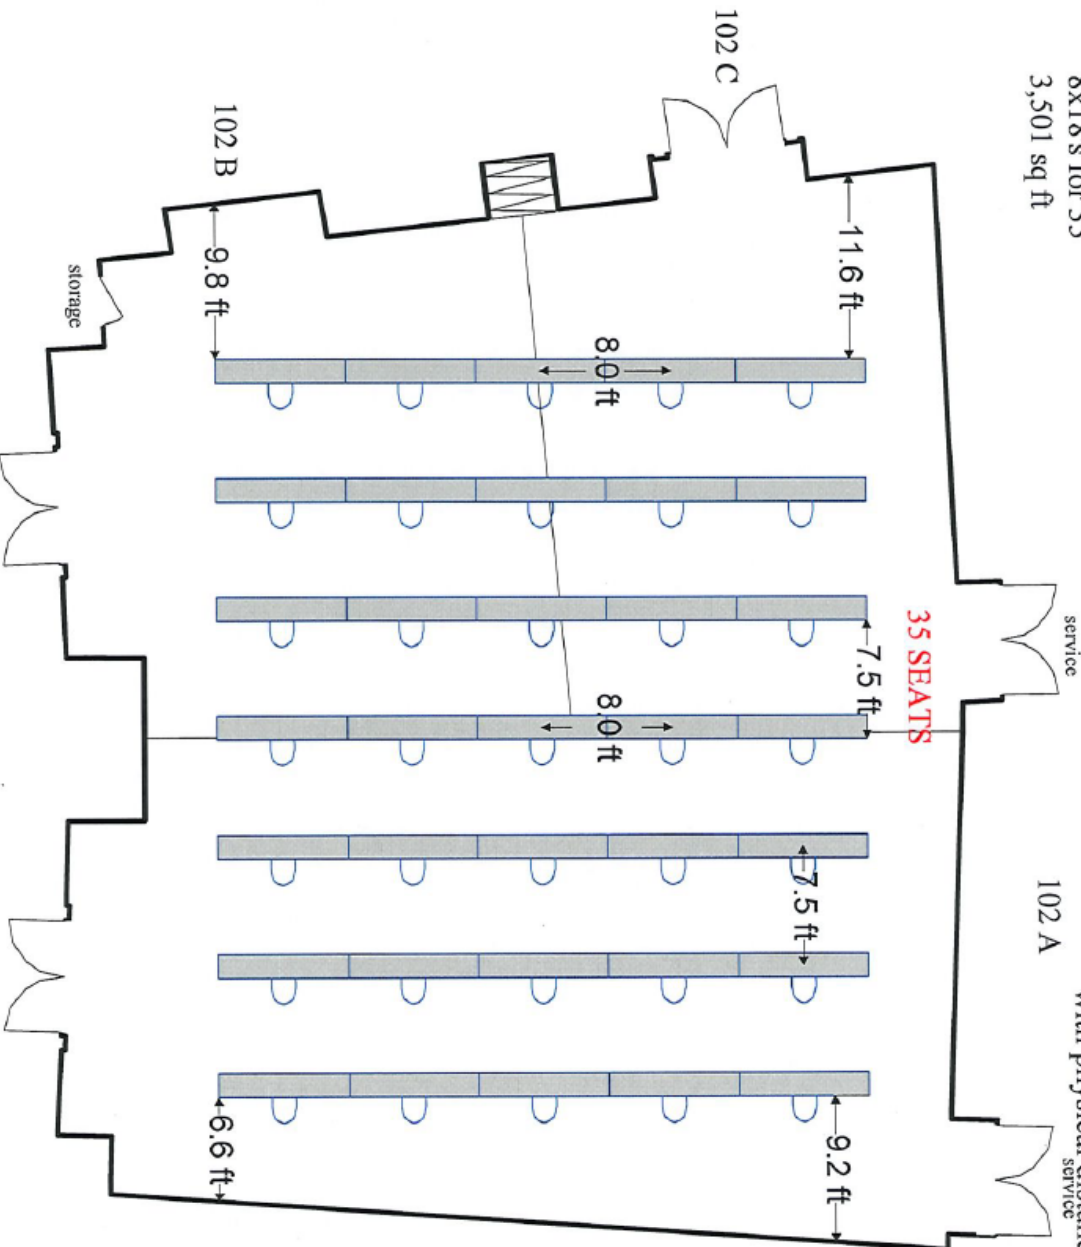 3,501 sq ft
102 C
102 B
storage
11.6 ft
9.8 ft
8.0 ft
service
35 SEATS
7.5 ft
8.0 ft
102 A
7.5 ft
service
9.2 ft
6.6 ft